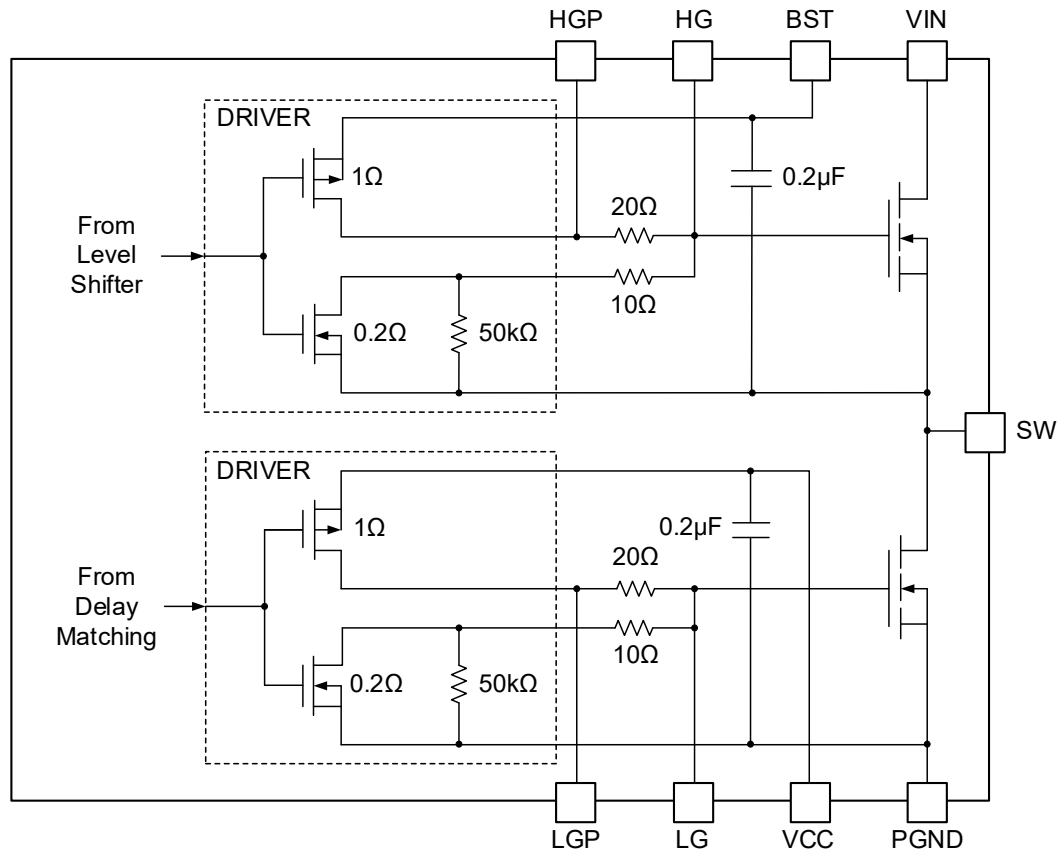 HGP HG BST VIN
DRIVER
1Ω
0.2µF
20Ω
From
Level
Shifter
10Ω
0.2Ω
50kΩ
SW
DRIVER
1Ω
0.2µF
20Ω
From
Delay
Matching
10Ω
0.2Ω
50kΩ
LGP LG VCC PGND